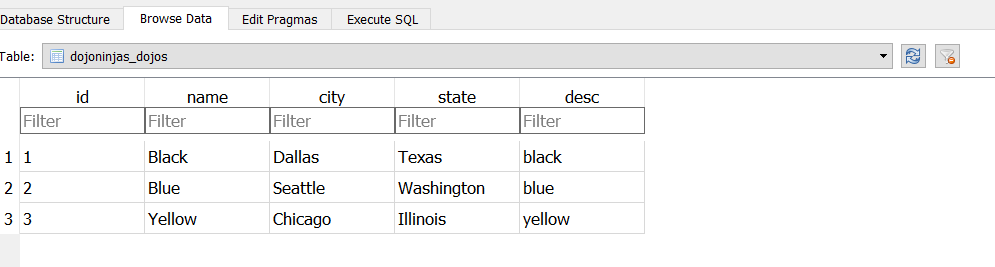 Database Structure Browse Data Edit Pragmas Execute SQL
Table: dojoninjas_dojos
id name city state desc
Filter Filter Filter Filter Filter
1 1 Black Dallas Texas black
2 2 Blue Seattle Washington blue
3 3 Yellow Chicago Illinois yellow